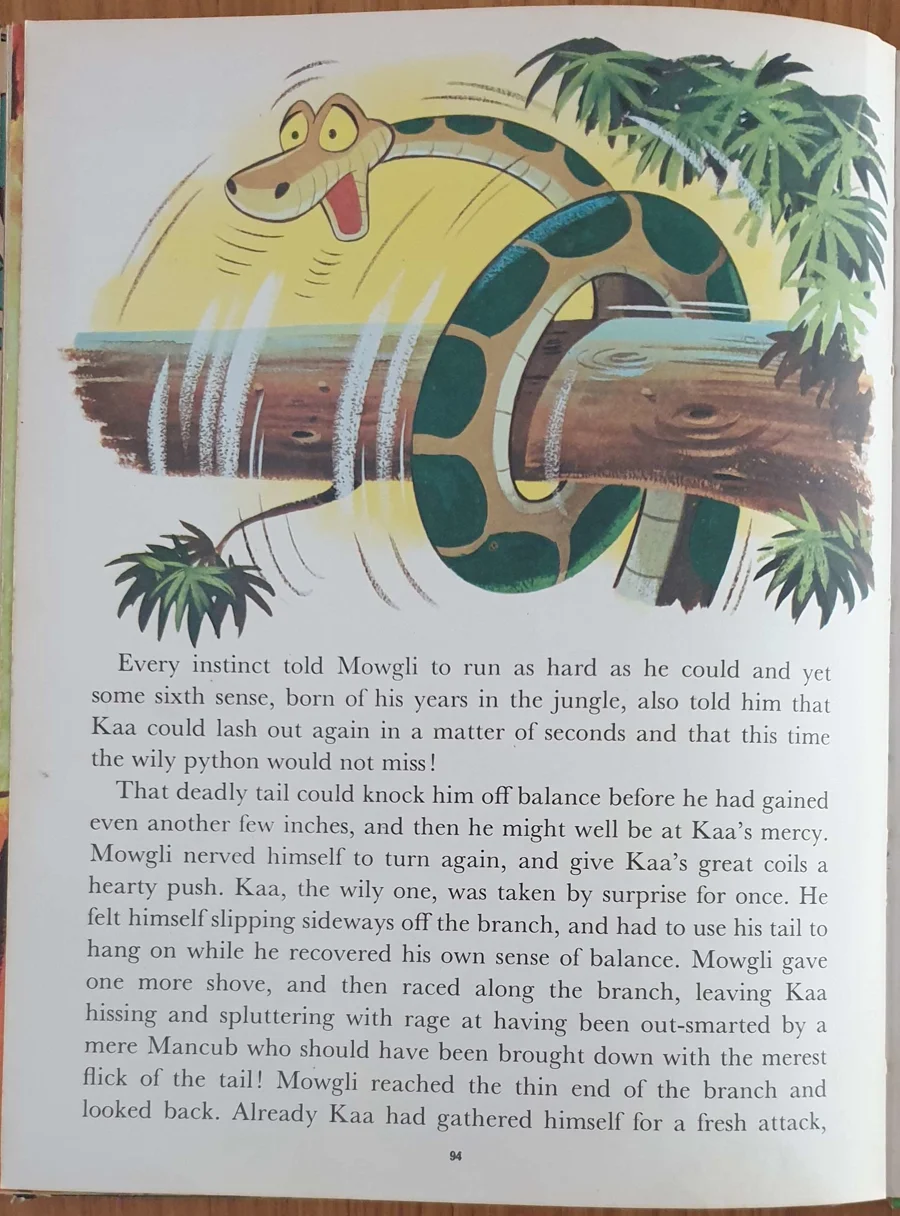 Every instinct told Mowgli to run as hard as he could and yet
some sixth sense, born of his years in the jungle, also told him that
Kaa could lash out again in a matter of seconds and that this time
the wily python would not miss!
That deadly tail could knock him off balance before he had gained
even another few inches, and then he might well be at Kaa's mercy.
Mowgli nerved himself to turn again, and give Kaa's great coils a
hearty push. Kaa, the wily one, was taken by surprise for once. He
felt himself slipping sideways off the branch, and had to use his tail to
hang on while he recovered his own sense of balance. Mowgli gave
one more shove, and then raced along the branch, leaving Kaa
hissing and spluttering with rage at having been out-smarted by a
mere Mancub who should have been brought down with the merest
flick of the tail! Mowgli reached the thin end of the branch and
looked back. Already Kaa had gathered himself for a fresh attack,
94